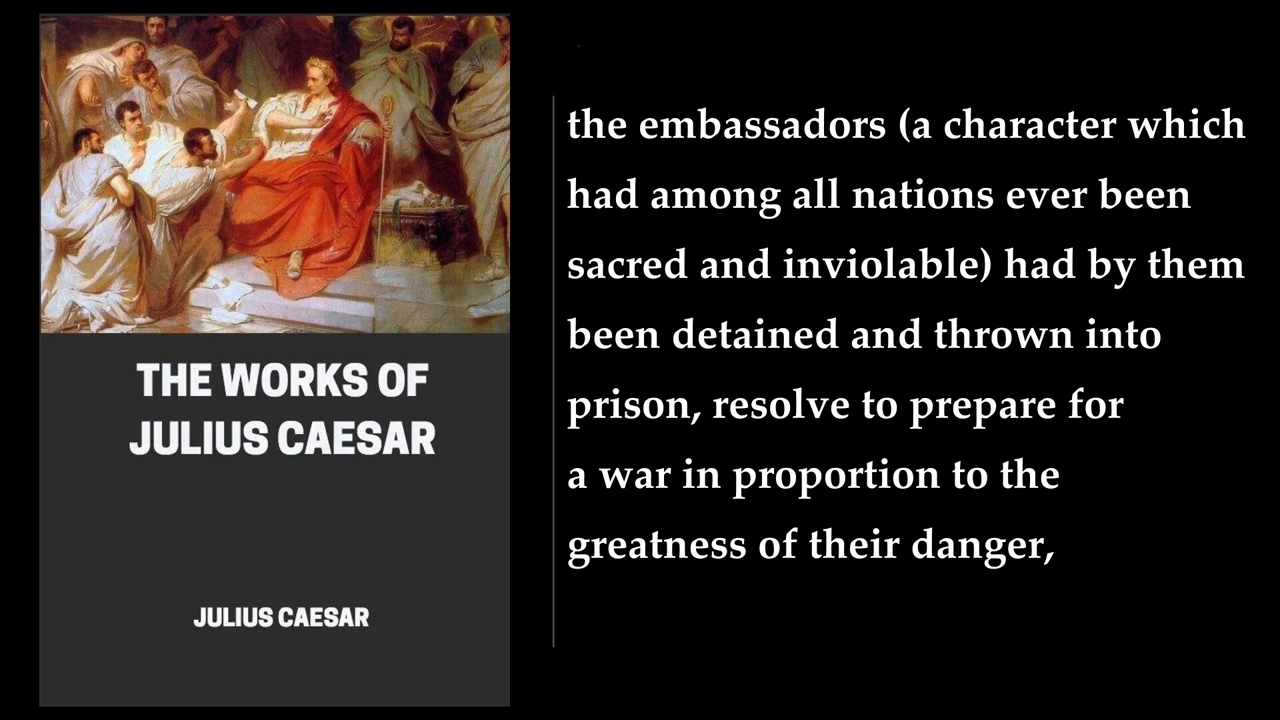 THE WORKS OF
JULIUS CAESAR
JULIUS CAESAR
the embassadors (a character which
had among all nations ever been
sacred and inviolable) had by them
been detained and thrown into
prison, resolve to prepare for
a war in proportion to the
greatness of their danger,